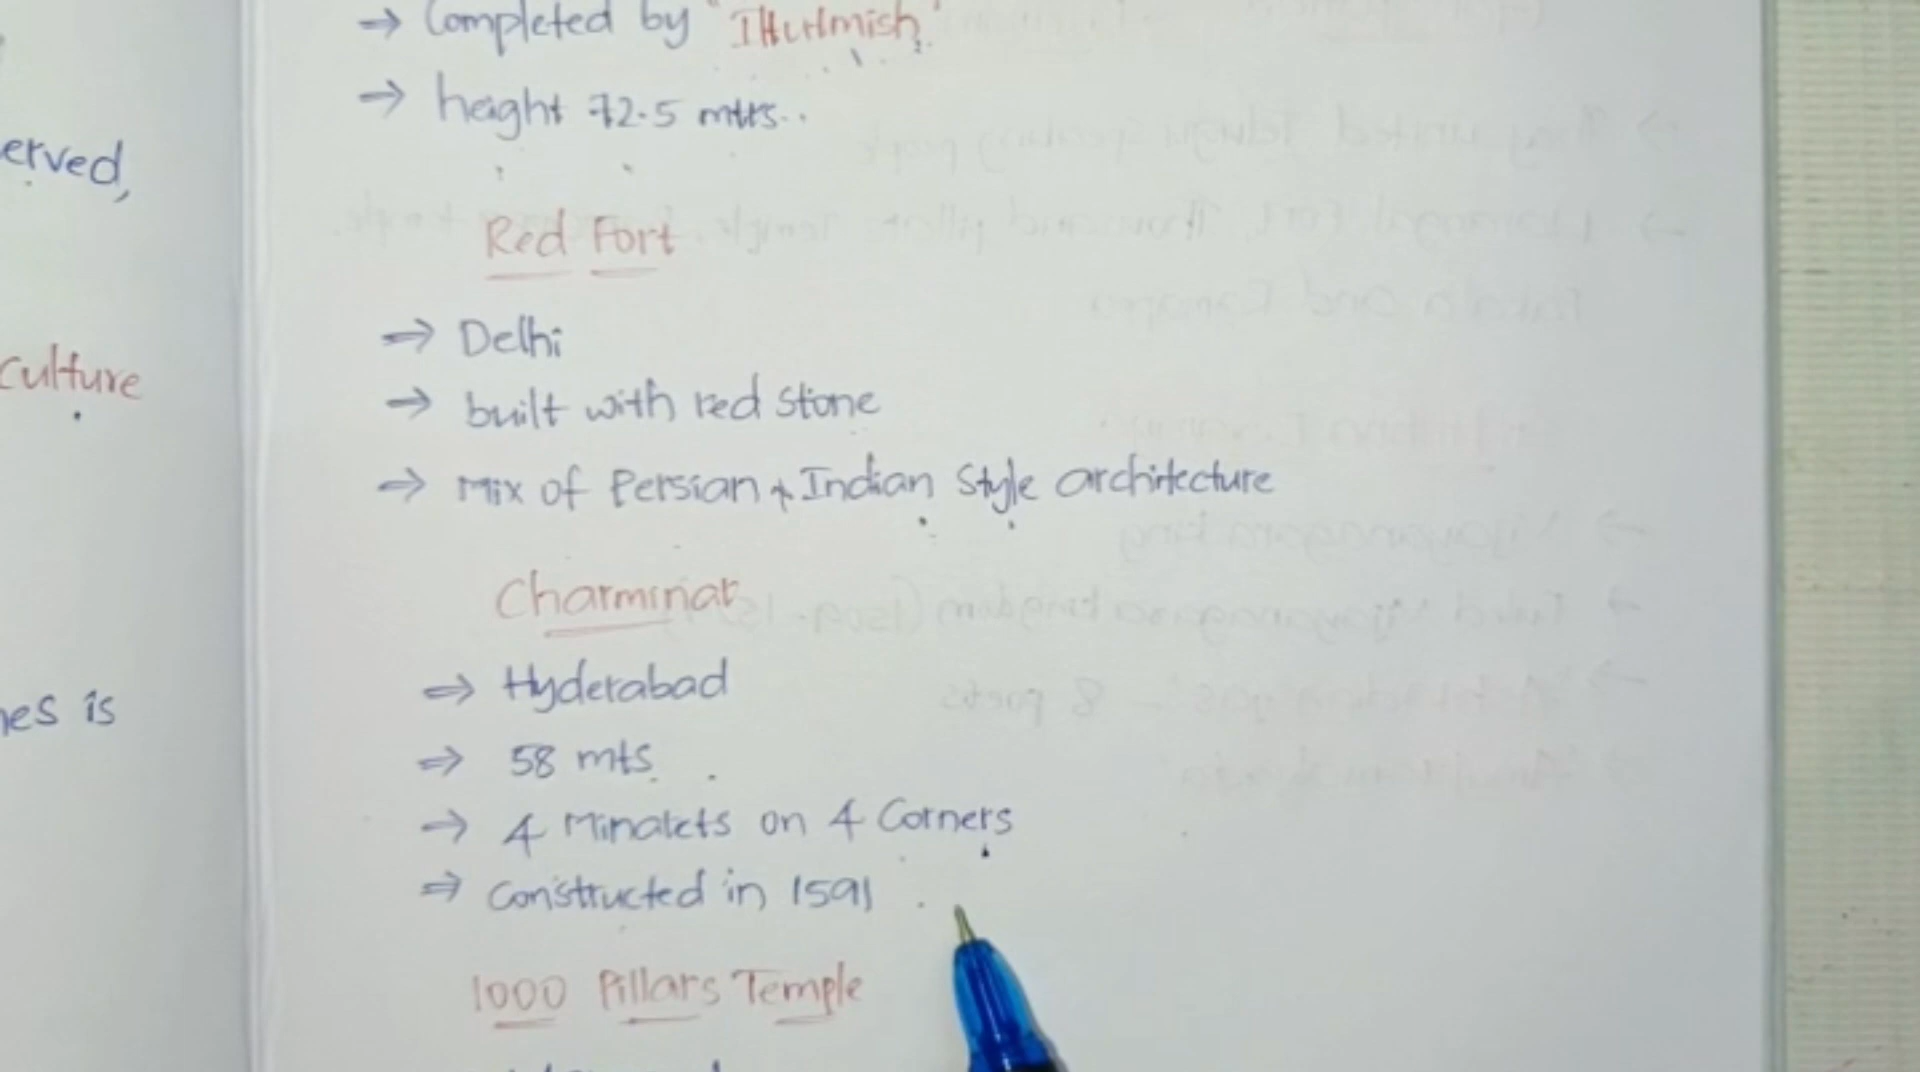 → Completed by "Iltutmish"
→ height 72.5 mtrs..
erved,
Red Fort
→ Delhi
culture
→ built with red stone
→ Mix of Persian + Indian Style architecture
Charminar
→ Hyderabad
es is
→ 58 mts.
→ 4 Minarets on 4 Corners
→ Constructed in 1591
1000 Pillars Temple